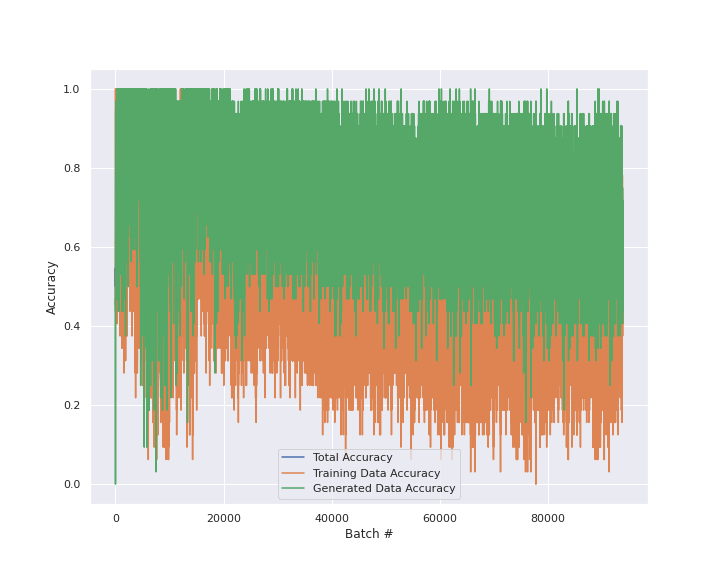 1.0
0.8
0.6
0.4
0.2
0.0
Accuracy
Total Accuracy
Training Data Accuracy
Generated Data Accuracy
0
20000
40000
60000
80000
Batch #